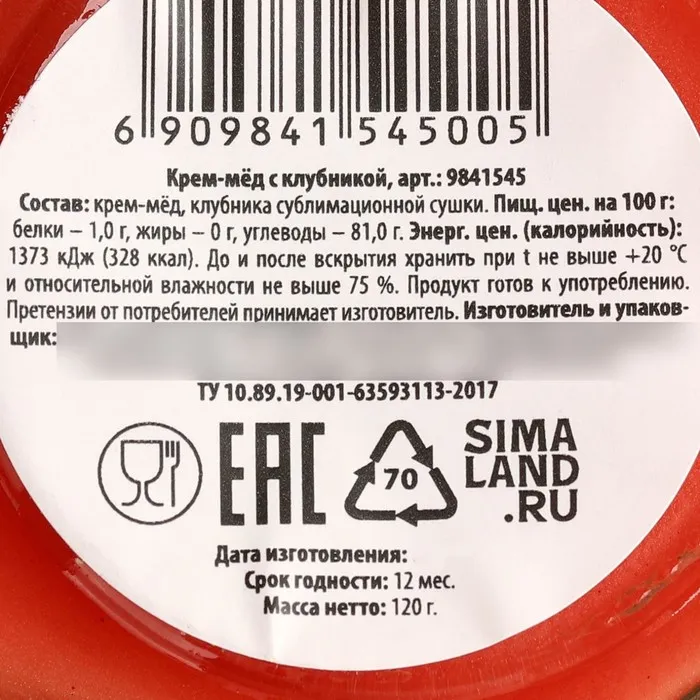 6 909841 545005
Крем-мёд с клубникой, арт.: 9841545
Состав: крем-мёд, клубника сублимационной сушки. Пищ. цен. на 100 г:
белки – 1,0 г, жиры – 0 г, углеводы – 81,0 г. Энерг. цен. (калорийность):
1373 кДж (328 ккал). До и после вскрытия хранить при t не выше +20 °C
и относительной влажности не выше 75 %. Продукт готов к употреблению.
Претензии от потребителей принимает изготовитель. Изготовитель и упаков-
щик:
ТУ 10.89.19-001-63593113-2017
EAC
70
SIMA
LAND
.RU
Дата изготовления:
Срок годности: 12 мес.
Масса нетто: 120 г.